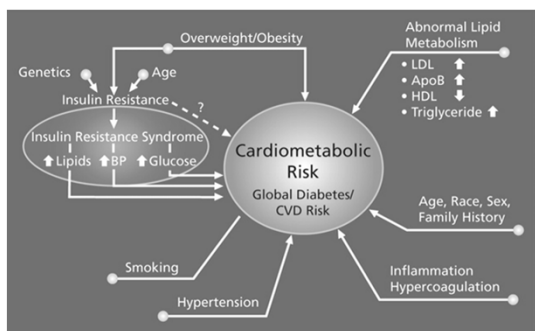 Overweight/Obesity
Genetics
Age
Insulin Resistance
?
Insulin Resistance Syndrome
⬆Lipids ⬆BP ⬆Glucose
Cardiometabolic
Risk
Global Diabetes/
CVD Risk
Abnormal Lipid
Metabolism
• LDL ⬆
• ApoB ⬆
• HDL ⬇
• Triglyceride ⬆
Age, Race, Sex,
Family History
Inflammation
Hypercoagulation
Hypertension
Smoking